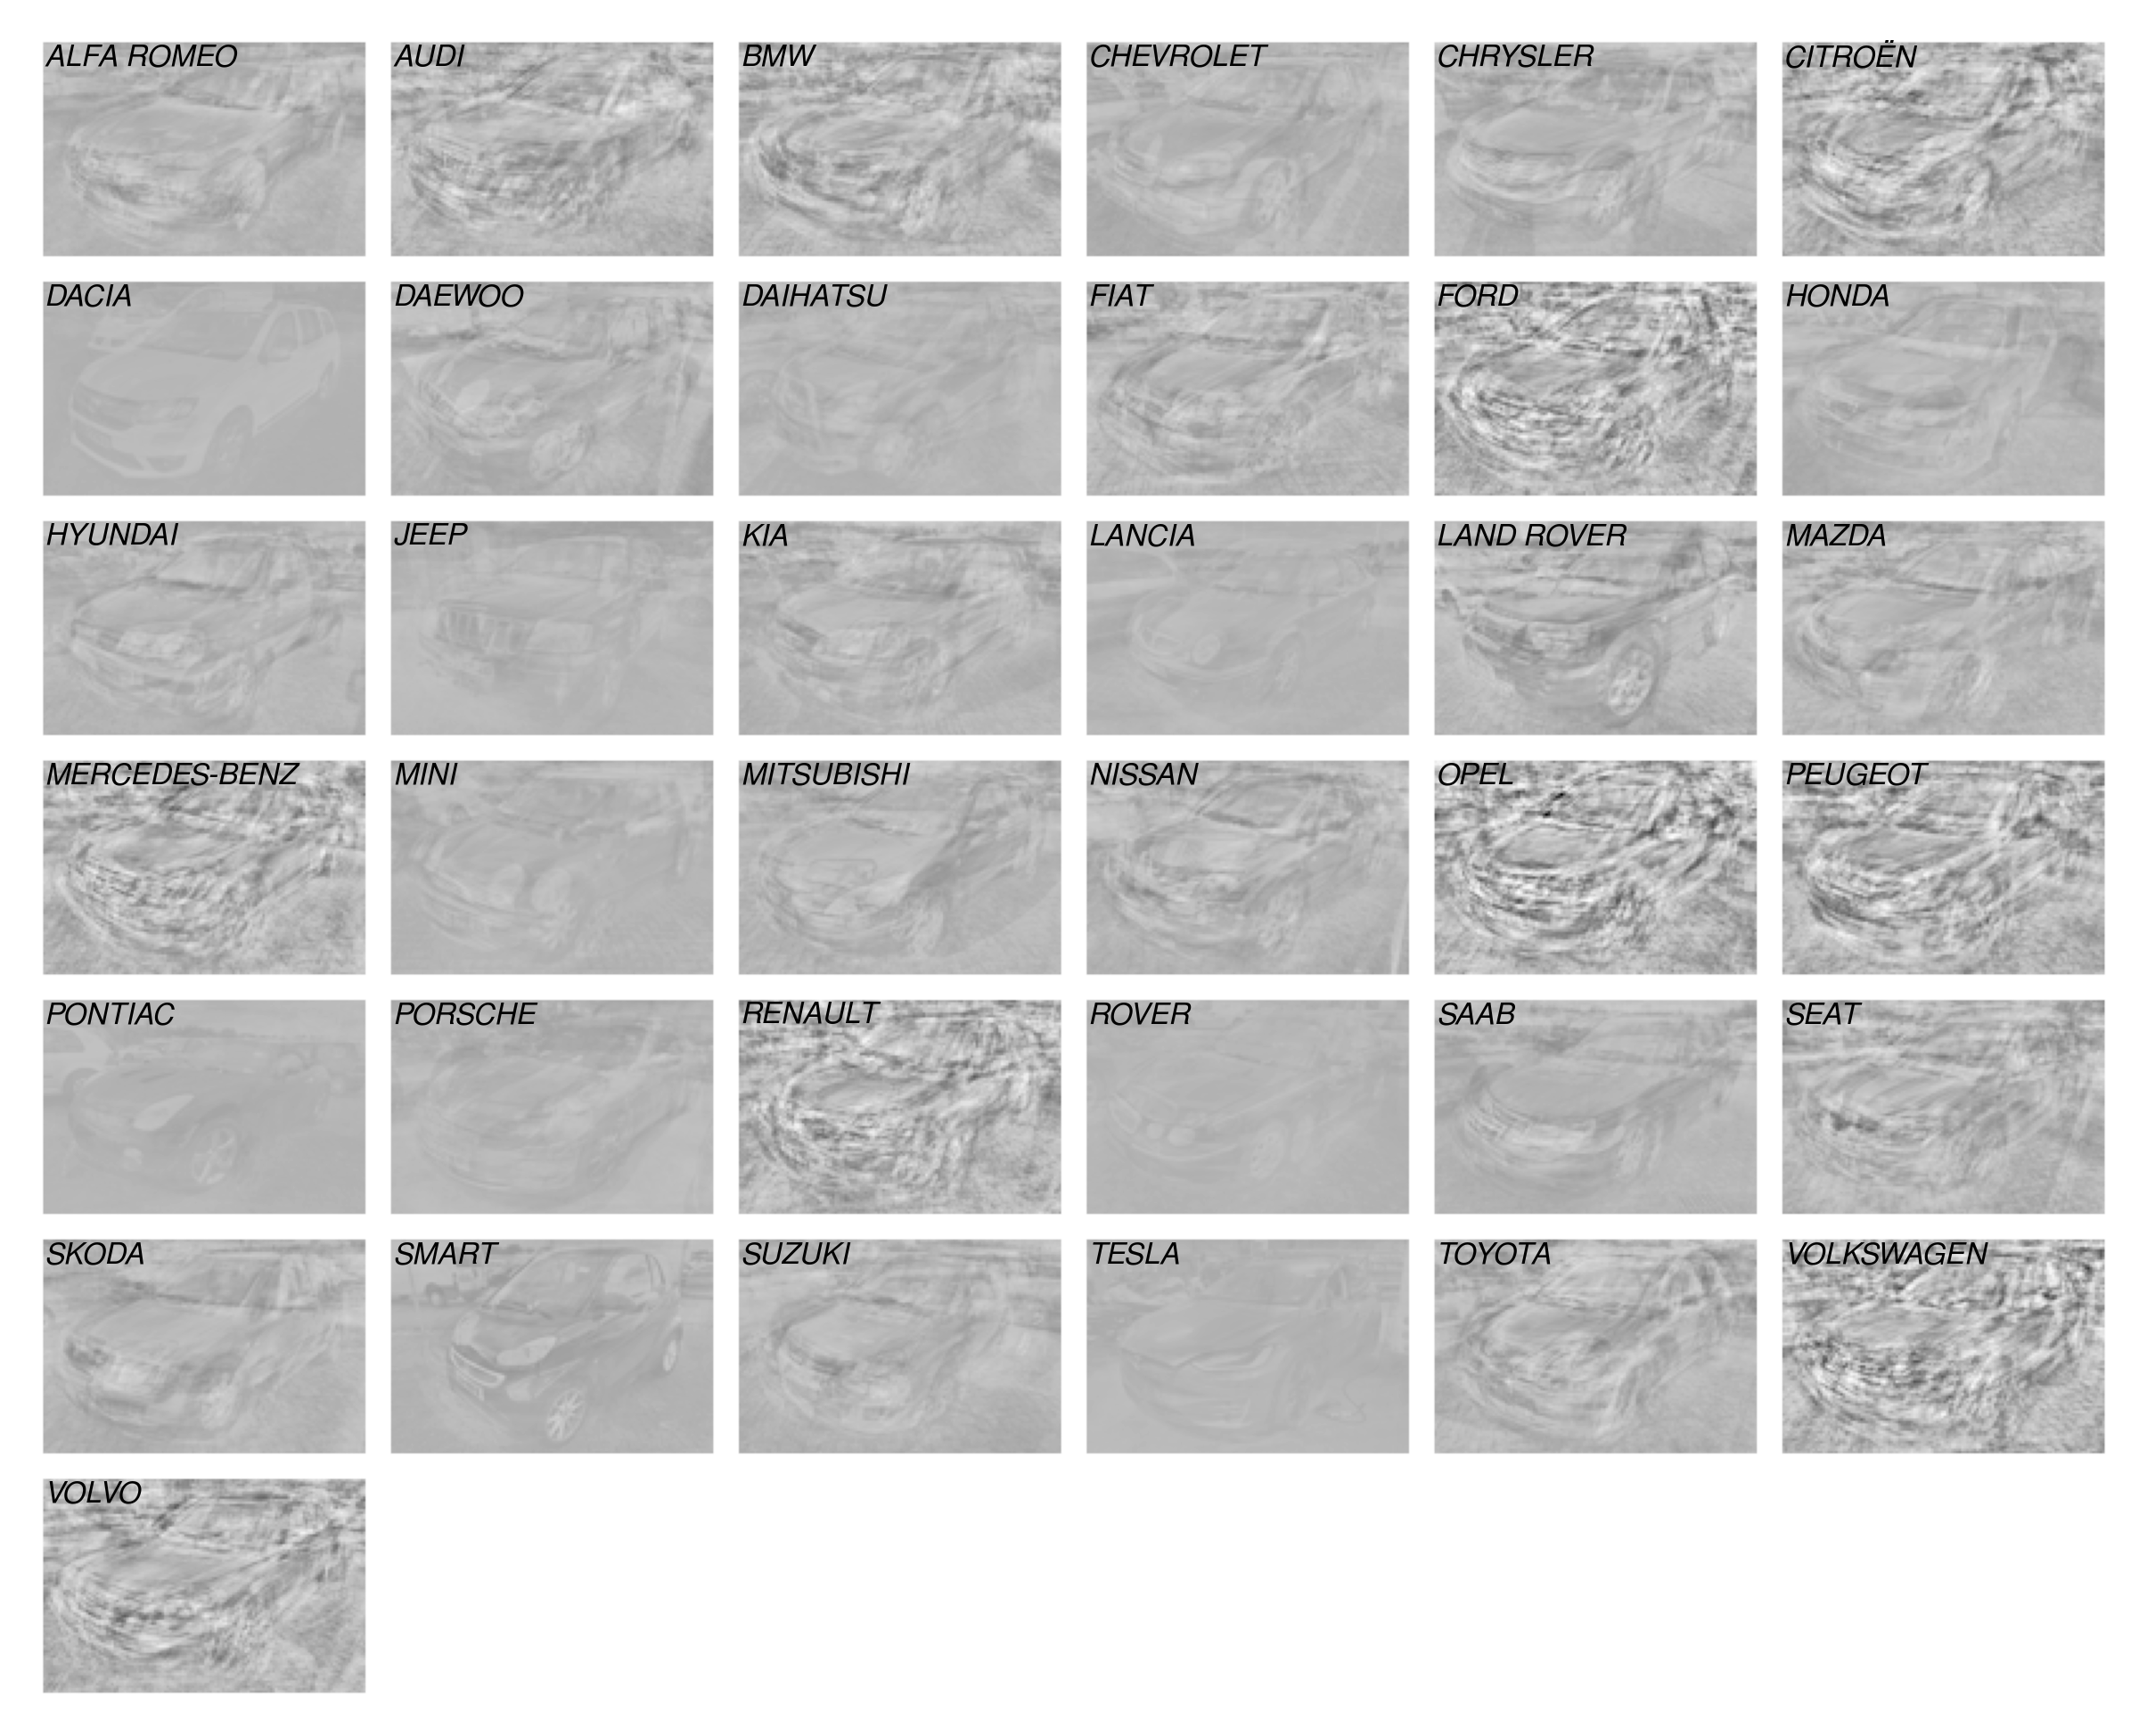 ALFA ROMEO
AUDI
BMW
CHEVROLET
CHRYSLER
CITROËN
DACIA
DAEWOO
DAIHATSU
FIAT
FORD
HONDA
HYUNDAI
JEEP
KIA
LANCIA
LAND ROVER
MAZDA
MERCEDES-BENZ
MINI
MITSUBISHI
NISSAN
OPEL
PEUGEOT
PONTIAC
PORSCHE
RENAULT
ROVER
SAAB
SEAT
SKODA
SMART
SUZUKI
TESLA
TOYOTA
VOLKSWAGEN
VOLVO